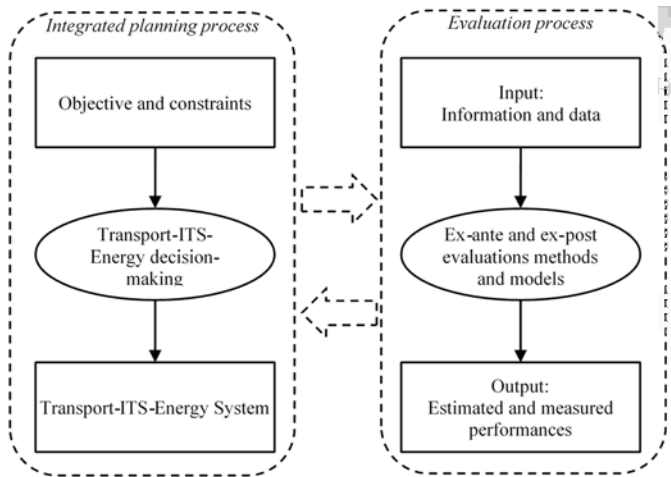 Integrated planning process
Objective and constraints
Transport-ITS-
Energy decision-
making
Transport-ITS-Energy System
Evaluation process
Input:
Information and data
Ex-ante and ex-post
evaluations methods
and models
Output:
Estimated and measured
performances